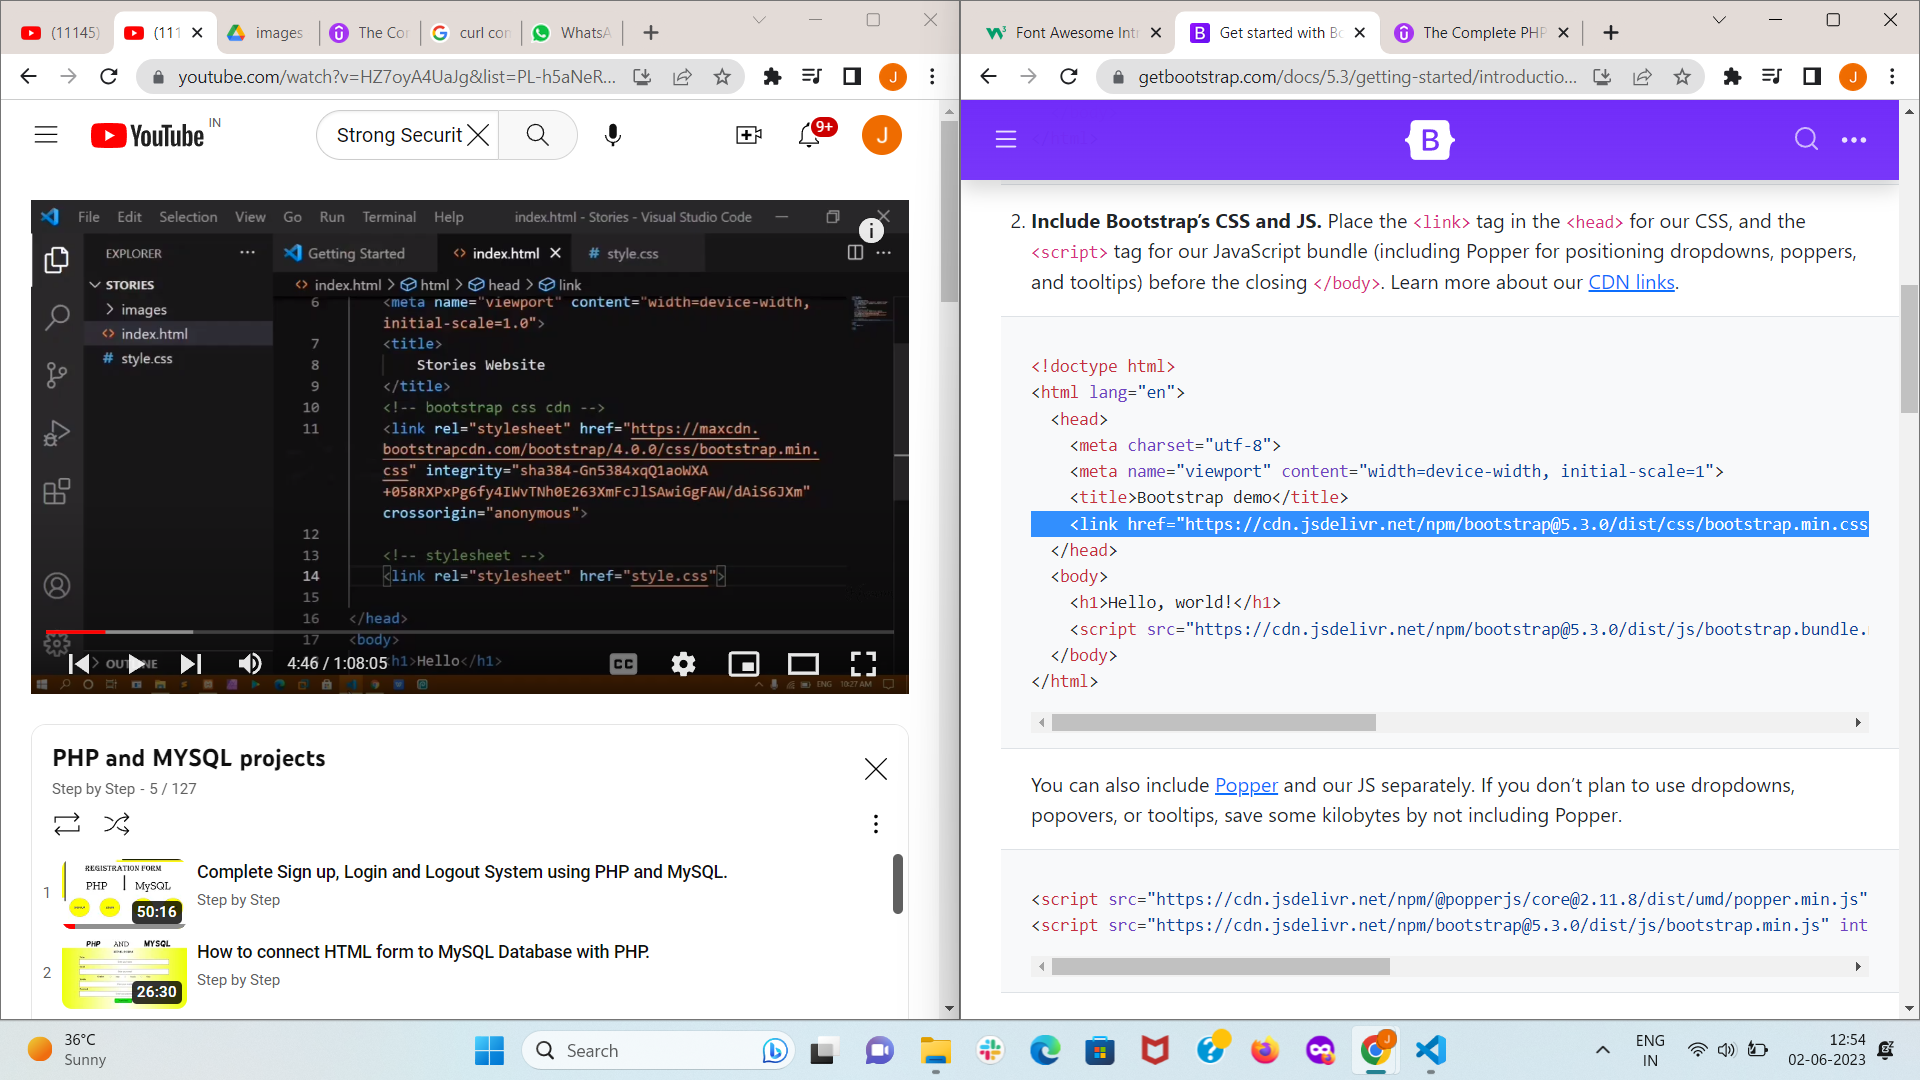 (11145)
(111
images
The Cor
curl con
WhatsA
youtube.com/watch?v=HZ7oyA4UaJg&list=PL-h5aNeR...
J
YouTube
IN
Strong Securit
9+
J
File Edit Selection View Go Run Terminal Help index.html - Stories - Visual Studio Code
EXPLORER
Getting Started
index.html
# style.css
STORIES
images
index.html
# style.css
index.html > html > head > link
6 <meta name="viewport" content="width=device-width,
initial-scale=1.0">
7 <title>
8 Stories Website
9 </title>
10 <!-- bootstrap css cdn -->
11 <link rel="stylesheet" href="https://maxcdn.
bootstrapcdn.com/bootstrap/4.0.0/css/bootstrap.min.
css" integrity="sha384-Gn5384xqQ1aoWXA
+058RXPxPg6fy4IWvTNh0E263XmFcJlSAwiGgFAW/dAiS6JXm"
crossorigin="anonymous">
12
13 <!-- stylesheet -->
14 <link rel="stylesheet" href="style.css">
15
16 </head>
17 <body>
<h1>Hello</h1>
4:46 / 1:08:05
CC
ENG 10:27 AM
PHP and MYSQL projects
Step by Step - 5 / 127
1
REGISTRATION FORM
PHP | MySQL
50:16
Complete Sign up, Login and Logout System using PHP and MySQL.
Step by Step
2
PHP AND MYSQL
26:30
How to connect HTML form to MySQL Database with PHP.
Step by Step
Font Awesome Intr
Get started with Bo
The Complete PHP
getbootstrap.com/docs/5.3/getting-started/introductio...
J
B
2. Include Bootstrap’s CSS and JS. Place the <link> tag in the <head> for our CSS, and the
<script> tag for our JavaScript bundle (including Popper for positioning dropdowns, poppers,
and tooltips) before the closing </body>. Learn more about our CDN links.
<!doctype html>
<html lang="en">
<head>
<meta charset="utf-8">
<meta name="viewport" content="width=device-width, initial-scale=1">
<title>Bootstrap demo</title>
<link href="https://cdn.jsdelivr.net/npm/bootstrap@5.3.0/dist/css/bootstrap.min.css
</head>
<body>
<h1>Hello, world!</h1>
<script src="https://cdn.jsdelivr.net/npm/bootstrap@5.3.0/dist/js/bootstrap.bundle.
</body>
</html>
You can also include Popper and our JS separately. If you don’t plan to use dropdowns,
popovers, or tooltips, save some kilobytes by not including Popper.
<script src="https://cdn.jsdelivr.net/npm/@popperjs/core@2.11.8/dist/umd/popper.min.js"
<script src="https://cdn.jsdelivr.net/npm/bootstrap@5.3.0/dist/js/bootstrap.min.js" int
36°C
Sunny
Search
ENG
IN
12:54
02-06-2023